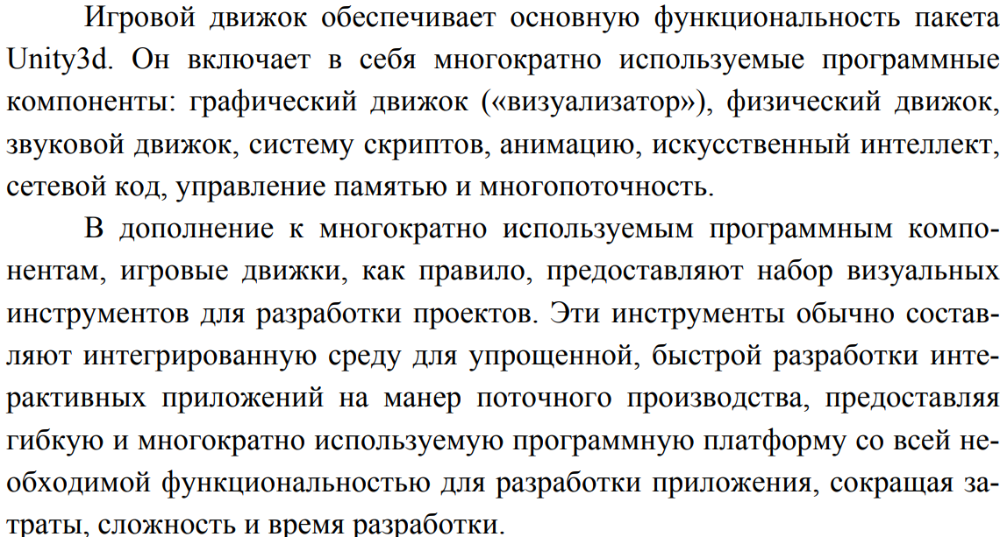 Игровой движок обеспечивает основную функциональность пакета
Unity3d. Он включает в себя многократно используемые программные
компоненты: графический движок («визуализатор»), физический движок,
звуковой движок, систему скриптов, анимацию, искусственный интеллект,
сетевой код, управление памятью и многопоточность.
В дополнение к многократно используемым программным компо-
нентам, игровые движки, как правило, предоставляют набор визуальных
инструментов для разработки проектов. Эти инструменты обычно состав-
ляют интегрированную среду для упрощенной, быстрой разработки инте-
рактивных приложений на манер поточного производства, предоставляя
гибкую и многократно используемую программную платформу со всей не-
обходимой функциональностью для разработки приложения, сокращая за-
траты, сложность и время разработки.